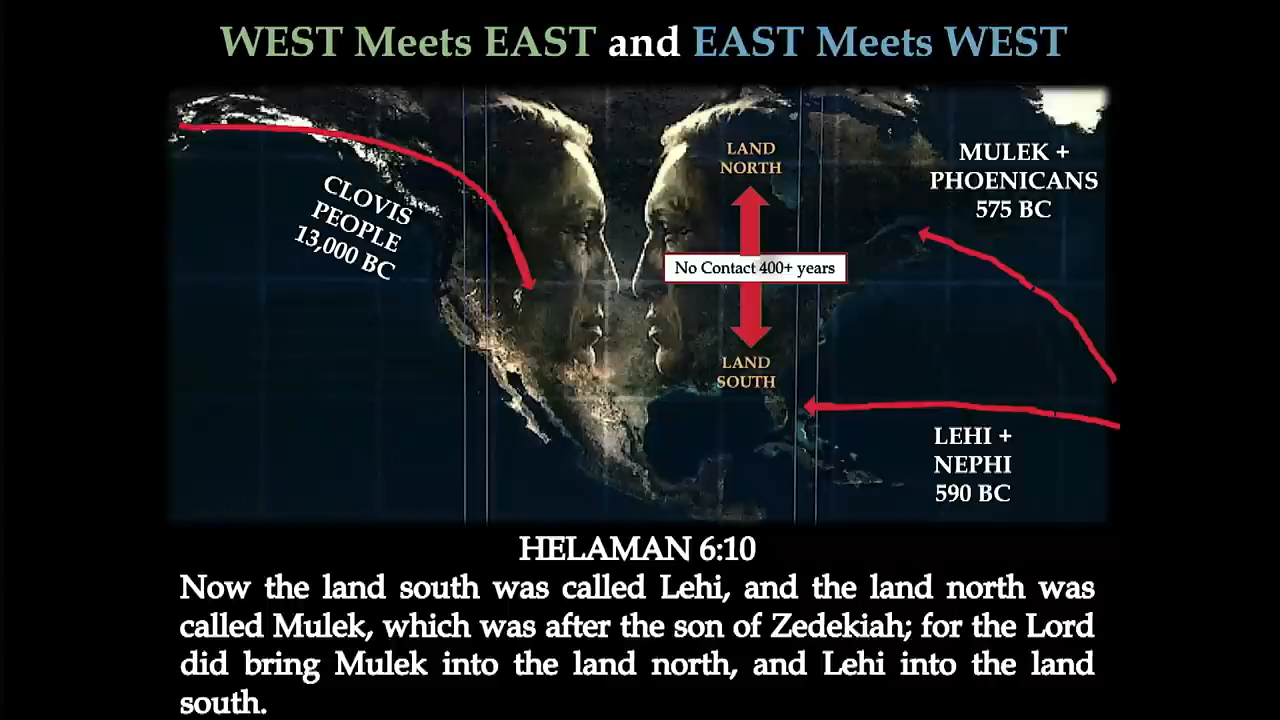 WEST Meets EAST and EAST Meets WEST
CLOVIS
PEOPLE
13,000 BC
LAND
NORTH
No Contact 400+ years
LAND
SOUTH
MULEK +
PHOENICANS
575 BC
LEHI +
NEPHI
590 BC
HELAMAN 6:10
Now the land south was called Lehi, and the land north was
called Mulek, which was after the son of Zedekiah; for the Lord
did bring Mulek into the land north, and Lehi into the land
south.